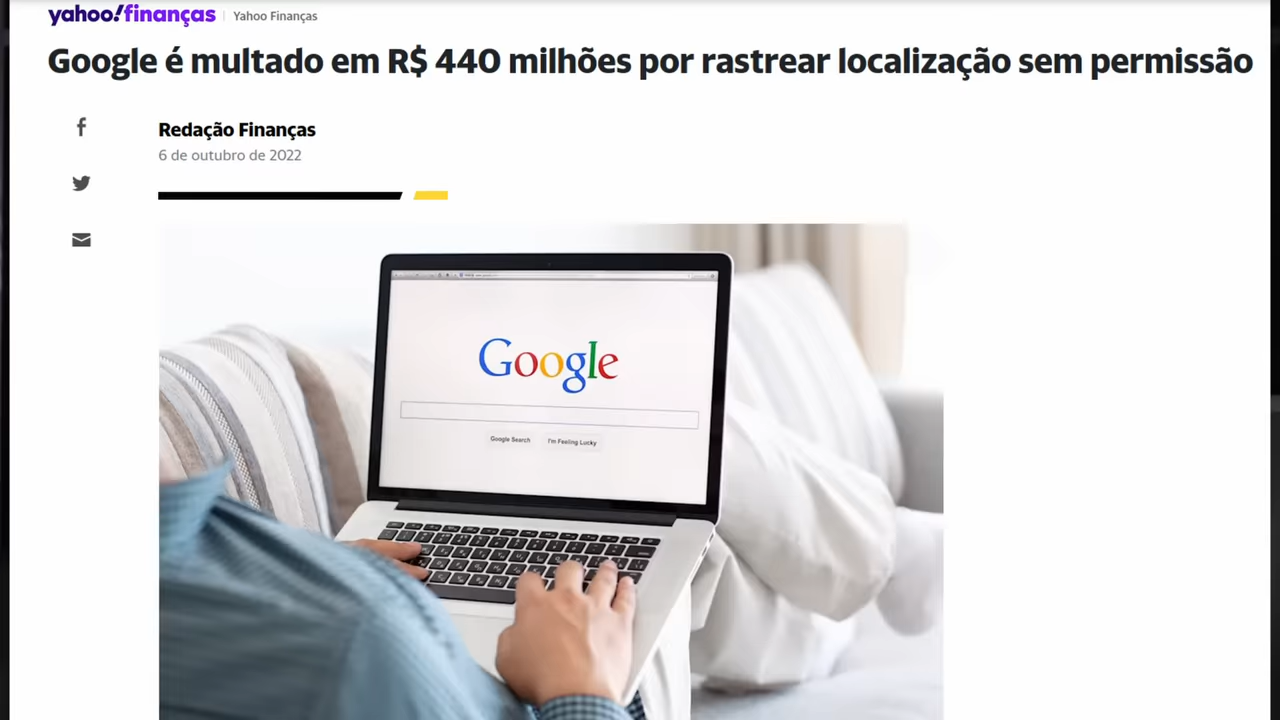 yahoo!finanças Yahoo Finanças
Google é multado em R$ 440 milhões por rastrear localização sem permissão
Redação Finanças
6 de outubro de 2022
Google
Google Search I'm Feeling Lucky